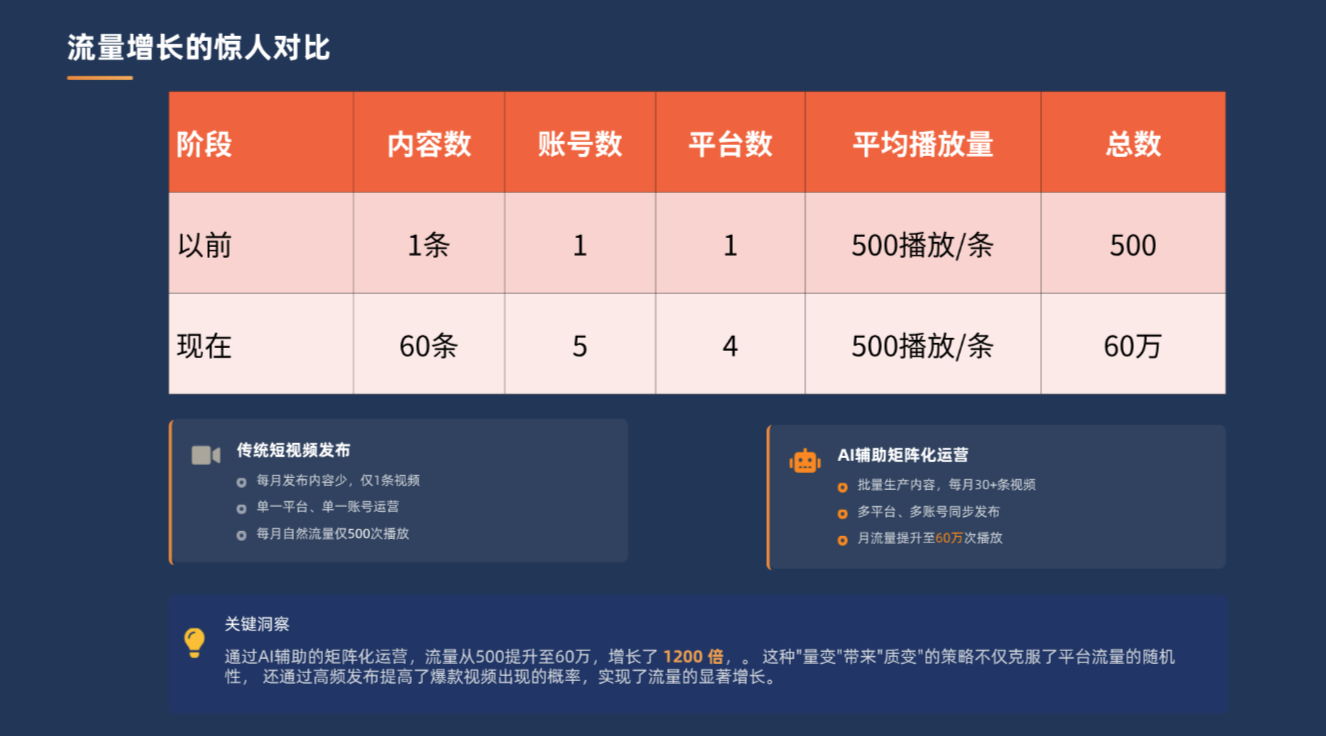 流量增长的惊人对比
阶段 内容数 账号数 平台数 平均播放量 总数
以前 1条 1 1 500播放/条 500
现在 60条 5 4 500播放/条 60万
传统短视频发布
每月发布内容少，仅1条视频
单一平台、单一账号运营
每月自然流量仅500次播放
AI辅助矩阵化运营
批量生产内容，每月30+条视频
多平台、多账号同步发布
月流量提升至60万次播放
关键洞察
通过AI辅助的矩阵化运营，流量从500提升至60万，增长了 1200 倍，。 这种"量变"带来"质变"的策略不仅克服了平台流量的随机
性， 还通过高频发布提高了爆款视频出现的概率，实现了流量的显著增长。